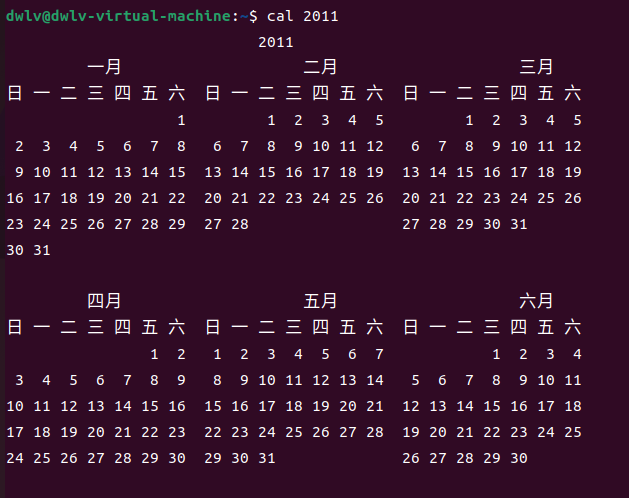 dwlv@dwlv-virtual-machine:~$ cal 2011
                            2011
         一月                    二月                    三月
日 一 二 三 四 五 六  日 一 二 三 四 五 六  日 一 二 三 四 五 六
                   1         1  2  3  4  5         1  2  3  4  5
 2  3  4  5  6  7  8   6  7  8  9 10 11 12   6  7  8  9 10 11 12
 9 10 11 12 13 14 15  13 14 15 16 17 18 19  13 14 15 16 17 18 19
16 17 18 19 20 21 22  20 21 22 23 24 25 26  20 21 22 23 24 25 26
23 24 25 26 27 28 29  27 28                 27 28 29 30 31
30 31
         四月                    五月                    六月
日 一 二 三 四 五 六  日 一 二 三 四 五 六  日 一 二 三 四 五 六
                1  2   1  2  3  4  5  6  7            1  2  3  4
 3  4  5  6  7  8  9   8  9 10 11 12 13 14   5  6  7  8  9 10 11
10 11 12 13 14 15 16  15 16 17 18 19 20 21  12 13 14 15 16 17 18
17 18 19 20 21 22 23  22 23 24 25 26 27 28  19 20 21 22 23 24 25
24 25 26 27 28 29 30  29 30 31              26 27 28 29 30